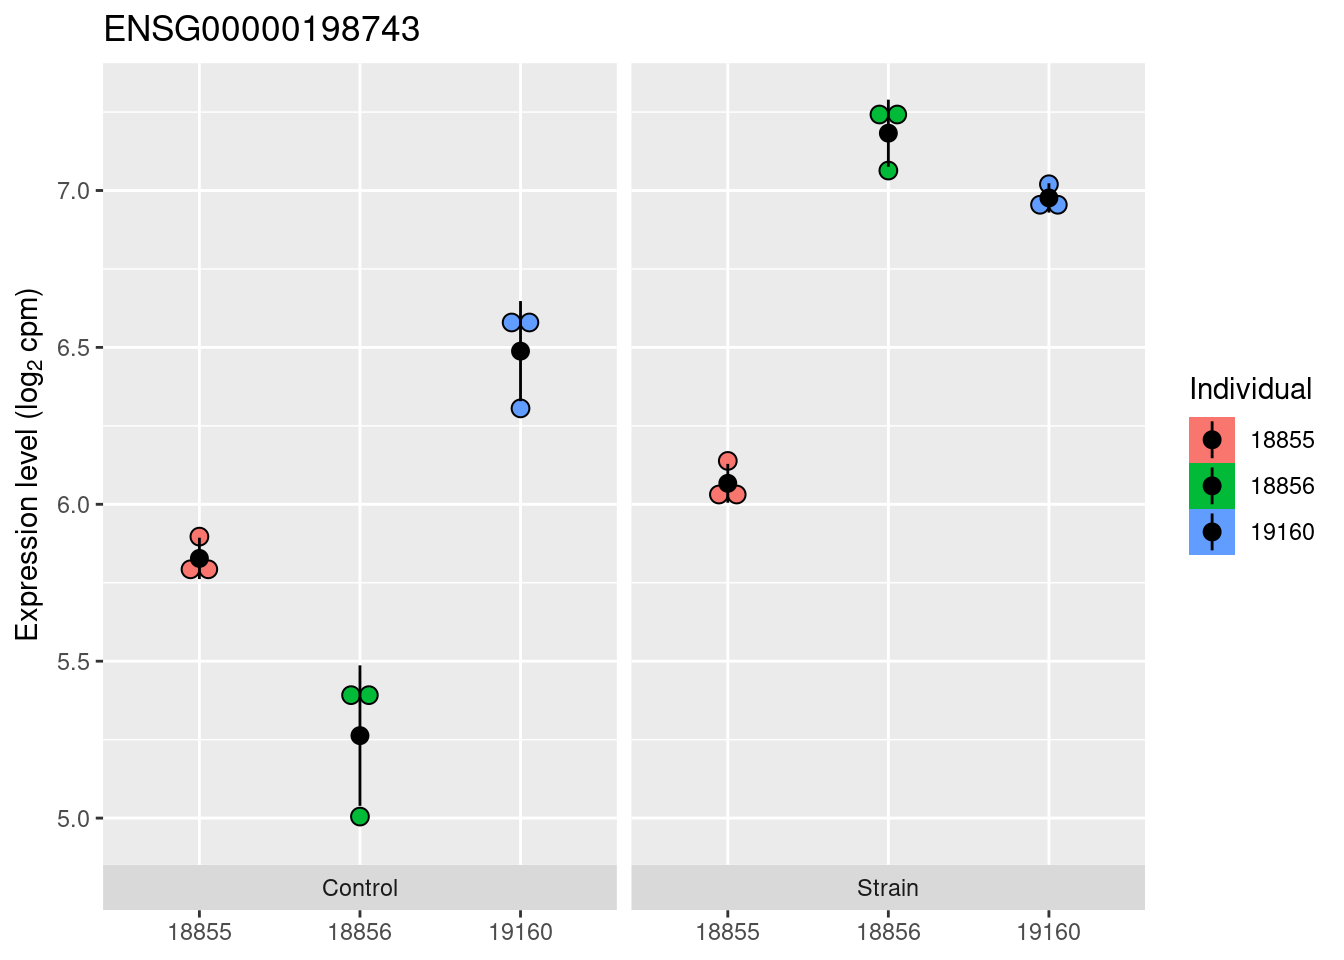 ENSG00000198743
Expression level (log₂ cpm)
7.0
6.5
6.0
5.5
5.0
Control
Strain
18855
18856
19160
18855
18856
19160
Individual
18855
18856
19160